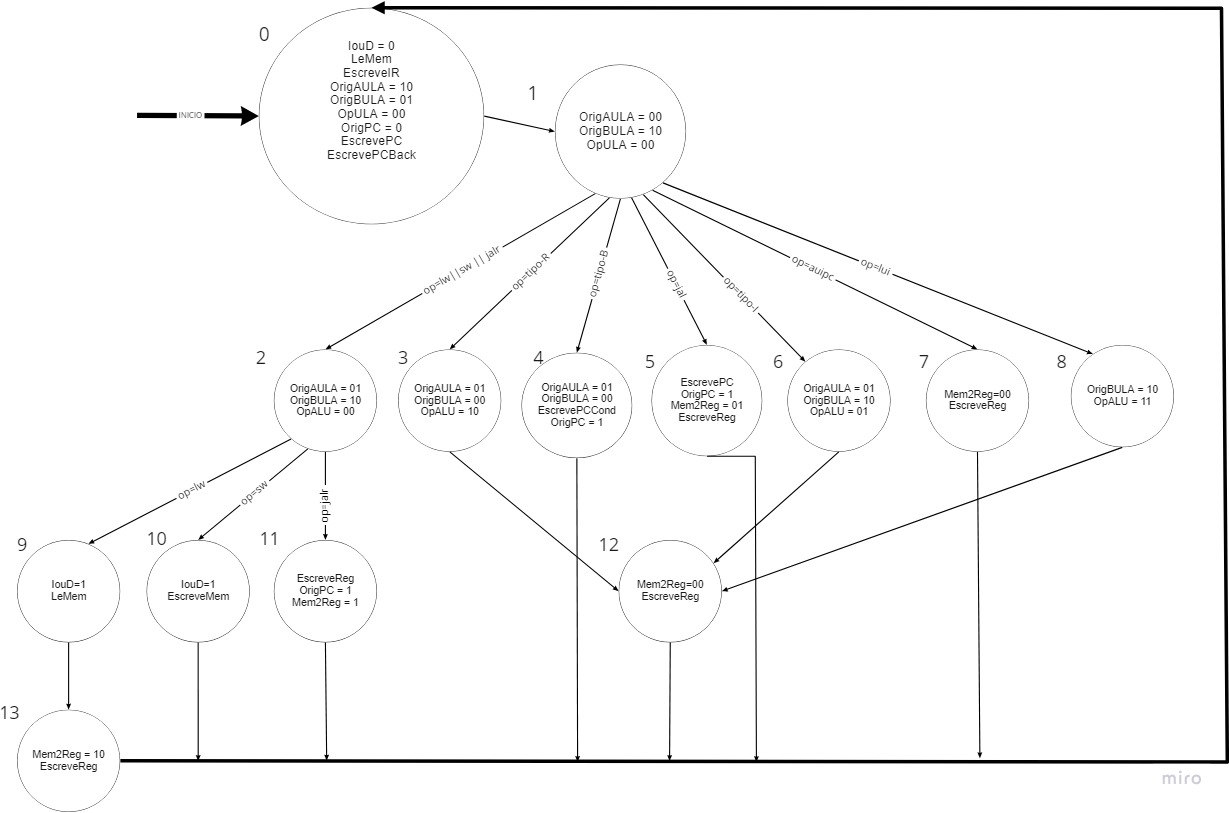 0
IouD = 0
LeMem
EscreveIR
OrigAULA = 10
OrigBULA = 01
OpULA = 00
OrigPC = 0
EscrevePC
EscrevePCBack
INICIO
1
OrigAULA = 00
OrigBULA = 10
OpULA = 00
op=lw||sw || jalr
op=tipo-R
op=tipo-B
op=jal
op=tipo-I
op=auipc
op=lui
2
OrigAULA = 01
OrigBULA = 10
OpALU = 00
3
OrigAULA = 01
OrigBULA = 00
OpALU = 10
4
OrigAULA = 01
OrigBULA = 00
EscrevePCCond
OrigPC = 1
5
EscrevePC
OrigPC = 1
Mem2Reg = 01
EscreveReg
6
OrigAULA = 01
OrigBULA = 10
OpALU = 01
7
Mem2Reg=00
EscreveReg
8
OrigBULA = 10
OpALU = 11
op=lw
op=sw
op=jalr
9
IouD=1
LeMem
10
IouD=1
EscreveMem
11
EscreveReg
OrigPC = 1
Mem2Reg = 1
12
Mem2Reg=00
EscreveReg
13
Mem2Reg = 10
EscreveReg
miro